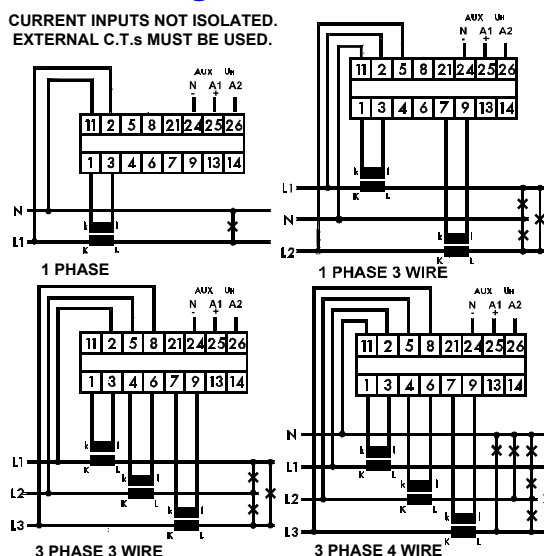 CURRENT INPUTS NOT ISOLATED.
EXTERNAL C.T.s MUST BE USED.
AUX UH
N A1 A2
- +
11 2 5 8 21 24 25 26
1 3 4 6 7 9 13 14
N
k l
L1
K L
1 PHASE
AUX UH
N A1 A2
- +
11 2 5 8 21 24 25 26
1 3 4 6 7 9 13 14
k l
L1
K L
N
k l
L2
K L
1 PHASE 3 WIRE
AUX UH
N A1 A2
- +
11 2 5 8 21 24 25 26
1 3 4 6 7 9 13 14
k l
L1
K L
k l
L2
K L
k l
L3
K L
3 PHASE 3 WIRE
AUX UH
N A1 A2
- +
11 2 5 8 21 24 25 26
1 3 4 6 7 9 13 14
N
k l
L1
K L
k l
L2
K L
k l
L3
K L
3 PHASE 4 WIRE